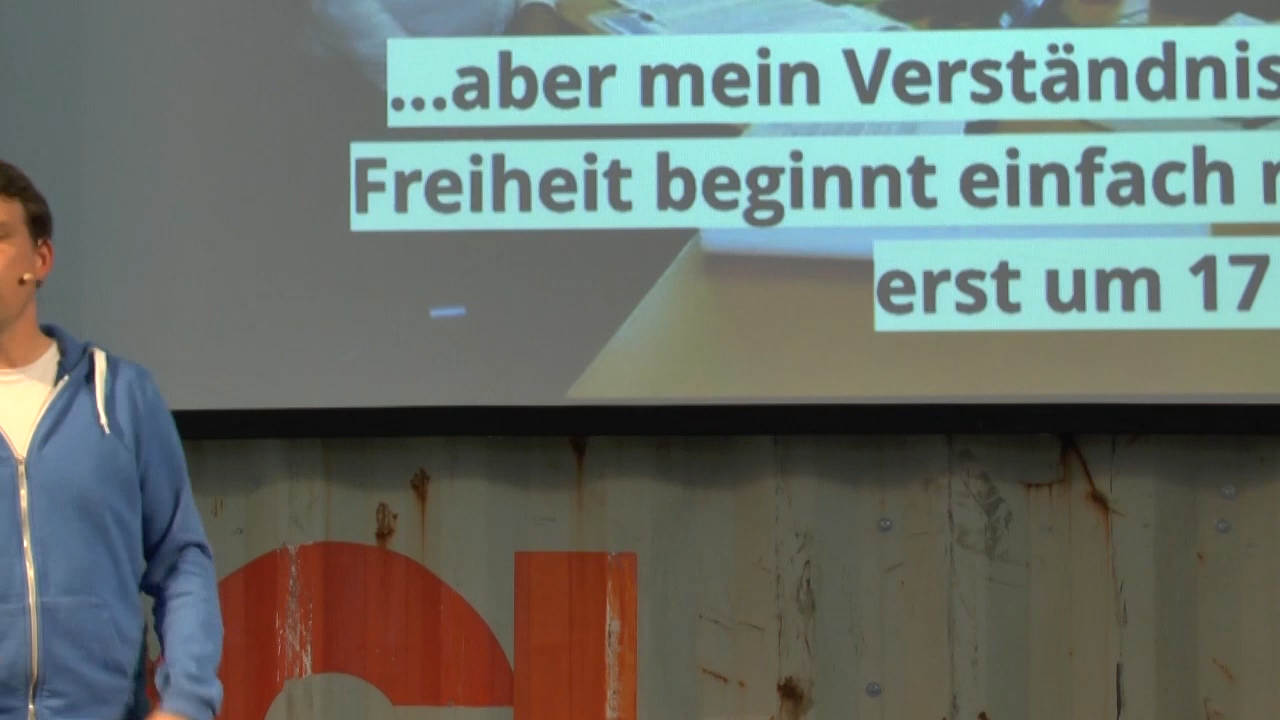 ...aber mein Verständnis
Freiheit beginnt einfach
erst um 17